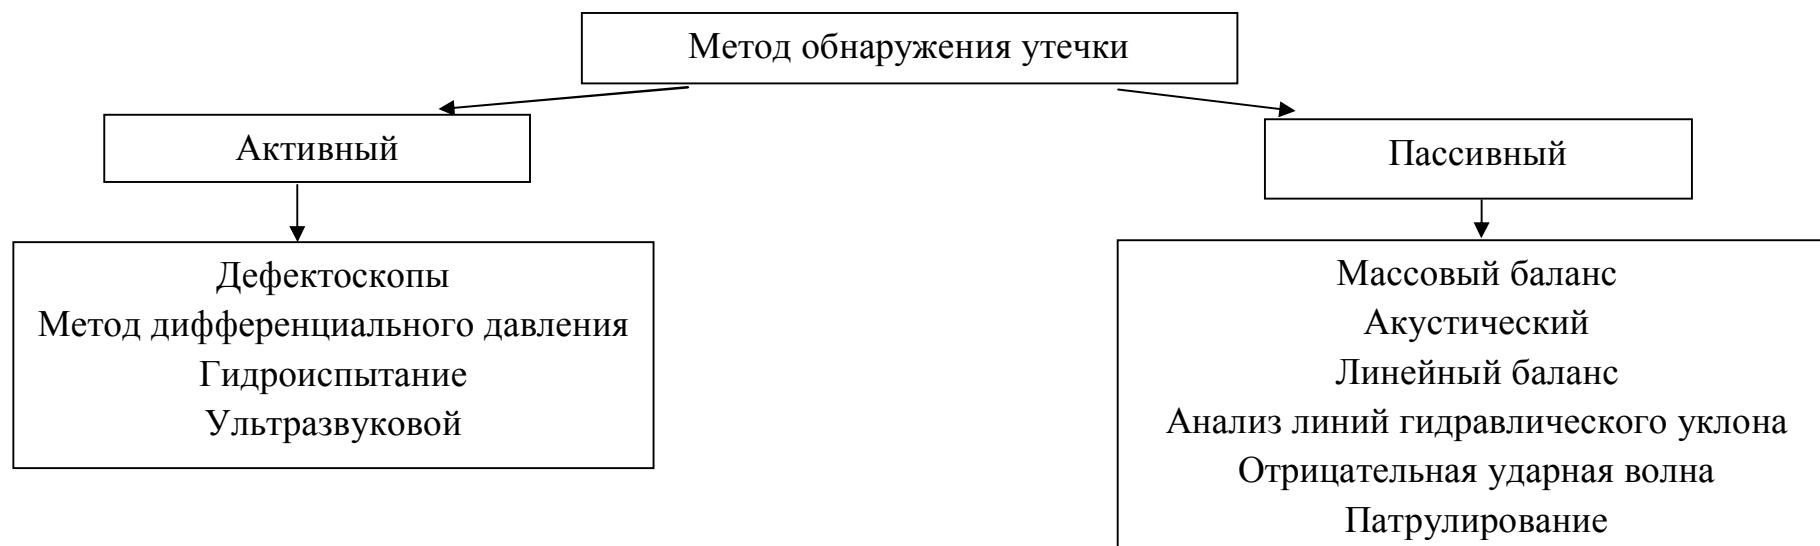 Метод обнаружения утечки
Активный
Пассивный
Дефектоскопы
Метод дифференциального давления
Гидроиспытание
Ультразвуковой
Массовый баланс
Акустический
Линейный баланс
Анализ линий гидравлического уклона
Отрицательная ударная волна
Патрулирование